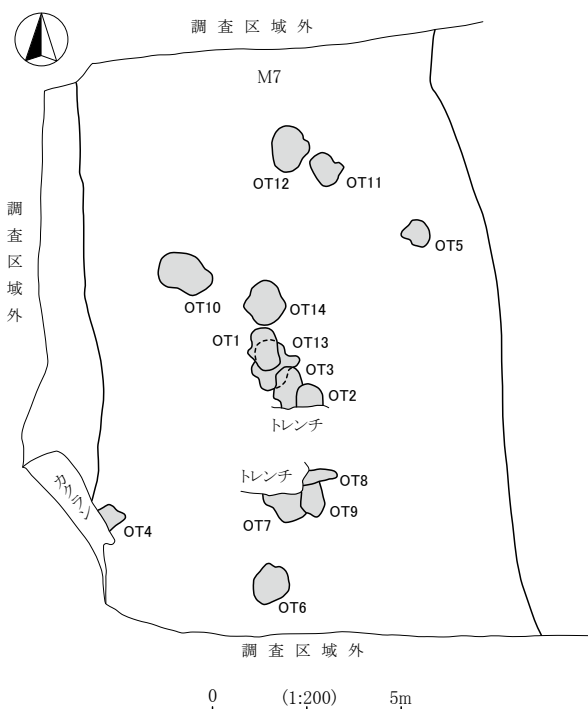 調査区域外
M7
OT12
OT11
調査区域外
OT5
OT10
OT14
OT1
OT13
OT3
OT2
トレンチ
カクラン
トレンチ
OT8
OT4
OT7
OT9
OT6
調査区域外
0 (1:200) 5m